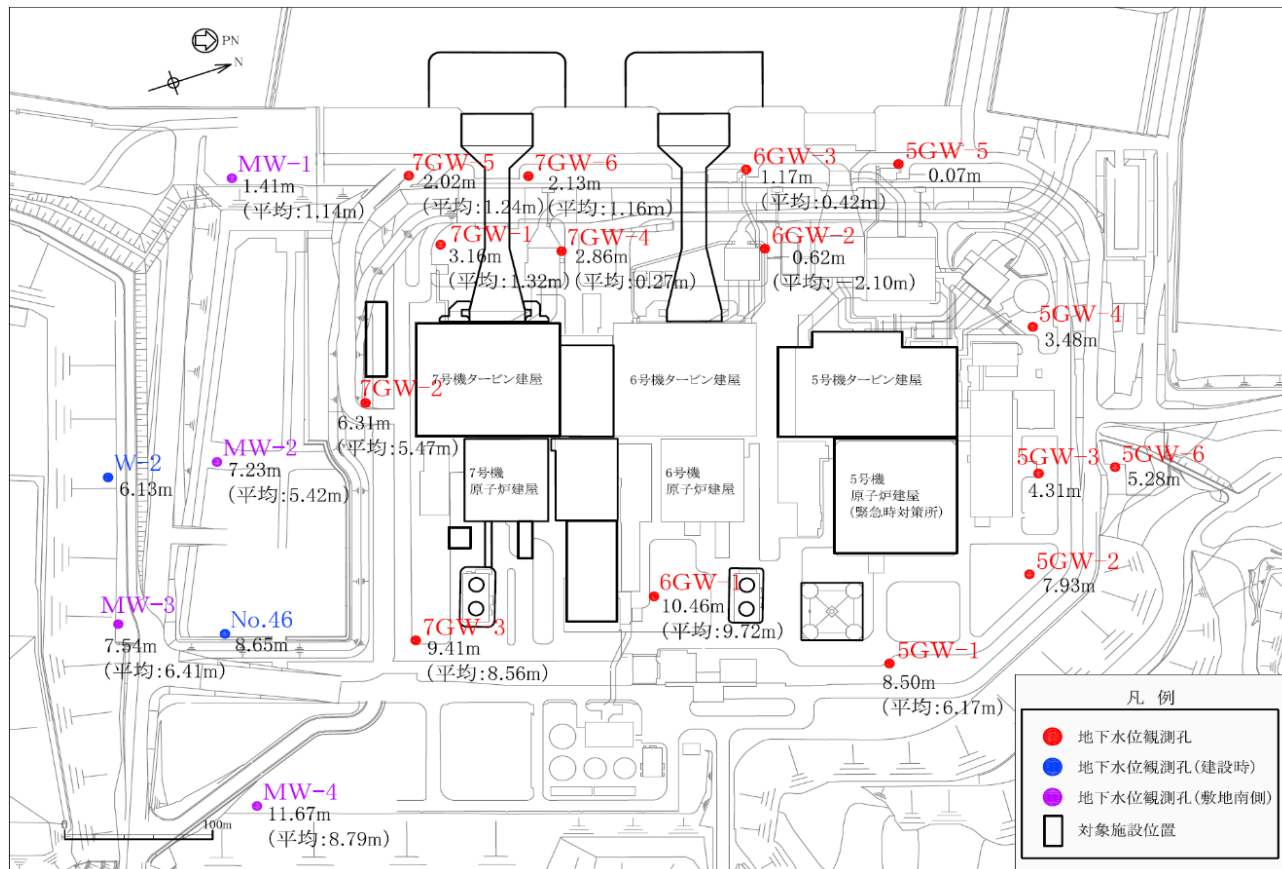 PN
N
MW-1
1.41m
(平均:1.14m)
7GW-5
2.02m
(平均:1.24m)
7GW-6
2.13m
(平均:1.16m)
6GW-3
1.17m
(平均:0.42m)
5GW-5
0.07m
7GW-1
3.16m
(平均:1.32m)
7GW-4
2.86m
(平均:0.27m)
6GW-2
0.62m
(平均:−2.10m)
5GW-4
3.48m
7号機タービン建屋
6号機タービン建屋
5号機タービン建屋
7GW-2
6.31m
(平均:5.47m)
W-2
6.13m
MW-2
7.23m
(平均:5.42m)
7号機
原子炉建屋
6号機
原子炉建屋
5号機
原子炉建屋
(緊急時対策所)
5GW-3
4.31m
5GW-6
5.28m
5GW-2
7.93m
MW-3
7.54m
(平均:6.41m)
No.46
8.65m
7GW-3
9.41m
(平均:8.56m)
6GW-1
10.46m
(平均:9.72m)
5GW-1
8.50m
(平均:6.17m)
MW-4
11.67m
(平均:8.79m)
0
100m
凡 例
地下水位観測孔
地下水位観測孔(建設時)
地下水位観測孔(敷地南側)
対象施設位置